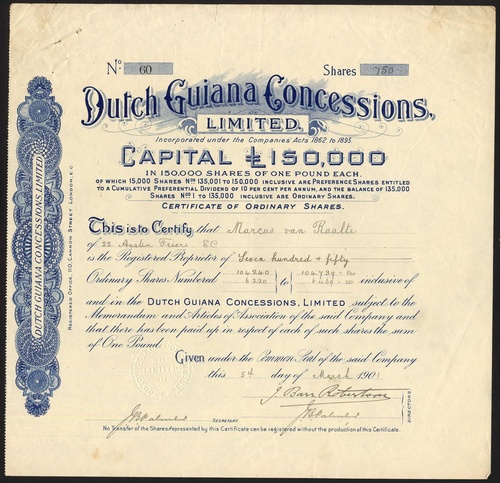 No. 60 Shares 750
Dutch Guiana Concessions,
LIMITED.
Incorporated under the Companies' Acts 1862 to 1895.
CAPITAL £150,000
IN 150,000 SHARES OF ONE POUND EACH.
OF WHICH 15,000 SHARES Nos 135,001 TO 150,000 INCLUSIVE ARE PREFERENCE SHARES ENTITLED
TO A CUMULATIVE PREFERENTIAL DIVIDEND OF 10 PER CENT PER ANNUM, AND THE BALANCE OF 135,000
SHARES Nos 1 TO 135,000 INCLUSIVE ARE ORDINARY SHARES.
CERTIFICATE OF ORDINARY SHARES.
This is to Certify that Marcus van Raalte
of 22 Austin Friars EC
is the Registered Proprietor of Seven hundred & fifty
Ordinary Shares Numbered 104.240 to 104.739 inclusive of
and in the DUTCH GUIANA CONCESSIONS, LIMITED subject to the
Memorandum and Articles of Association of the said Company and
that there has been paid up in respect of each of such shares the sum
of One Pound
Given under the Common Seal of the said Company
this 5th day of March 1901
J. Barr Robertson
SECRETARY
DIRECTORS
No Transfer of the Shares represented by this Certificate can be registered without the production of this Certificate.
DUTCH GUIANA CONCESSIONS, LIMITED
REGISTERED OFFICE, 110, CANNON STREET LONDON, E.C.